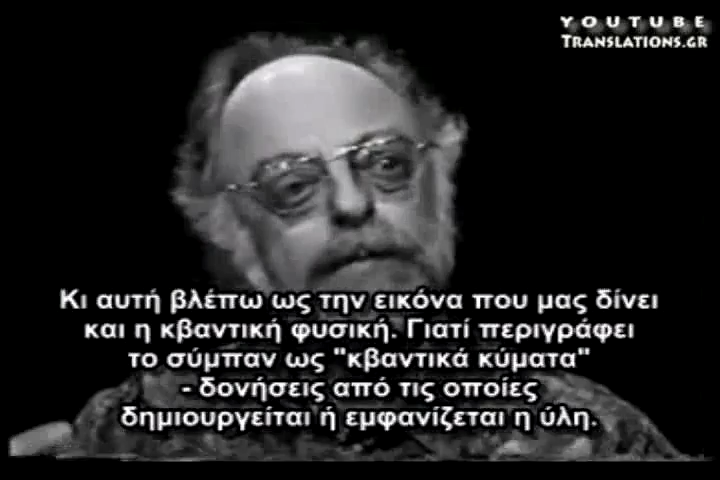 YOUTUBE
TRANSLATIONS.GR
Κι αυτή βλέπω ως την εικόνα που μας δίνει
και η κβαντική φυσική. Γιατί περιγράφει
το σύμπαν ως "κβαντικά κύματα"
- δονήσεις από τις οποίες
δημιουργείται ή εμφανίζεται η ύλη.